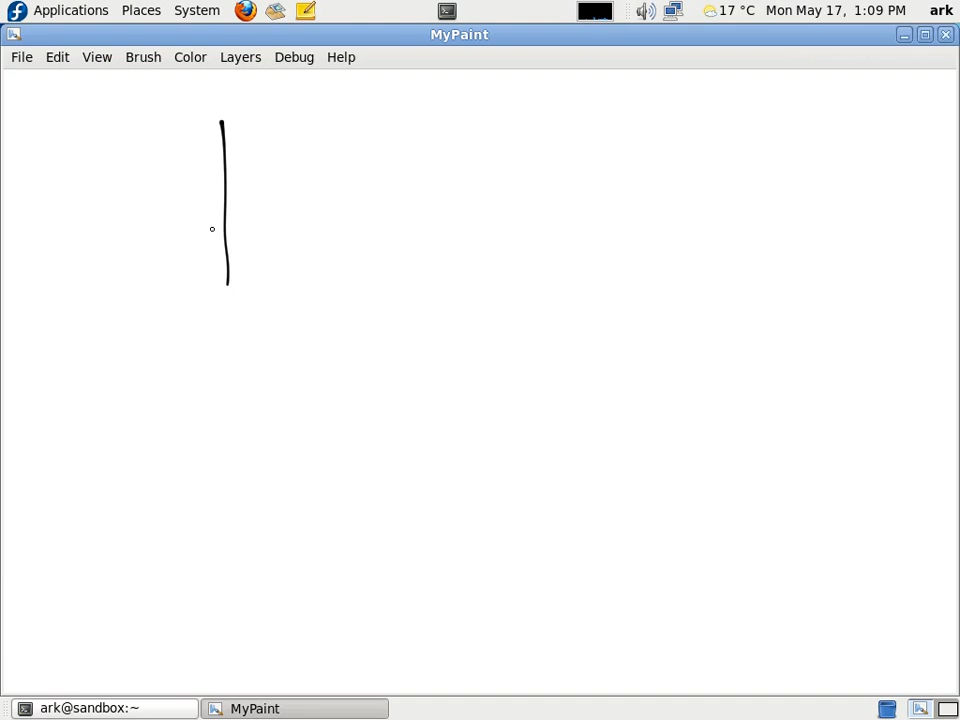 Applications Places System 17 °C Mon May 17, 1:09 PM ark
MyPaint
File Edit View Brush Color Layers Debug Help
ark@sandbox:~ MyPaint